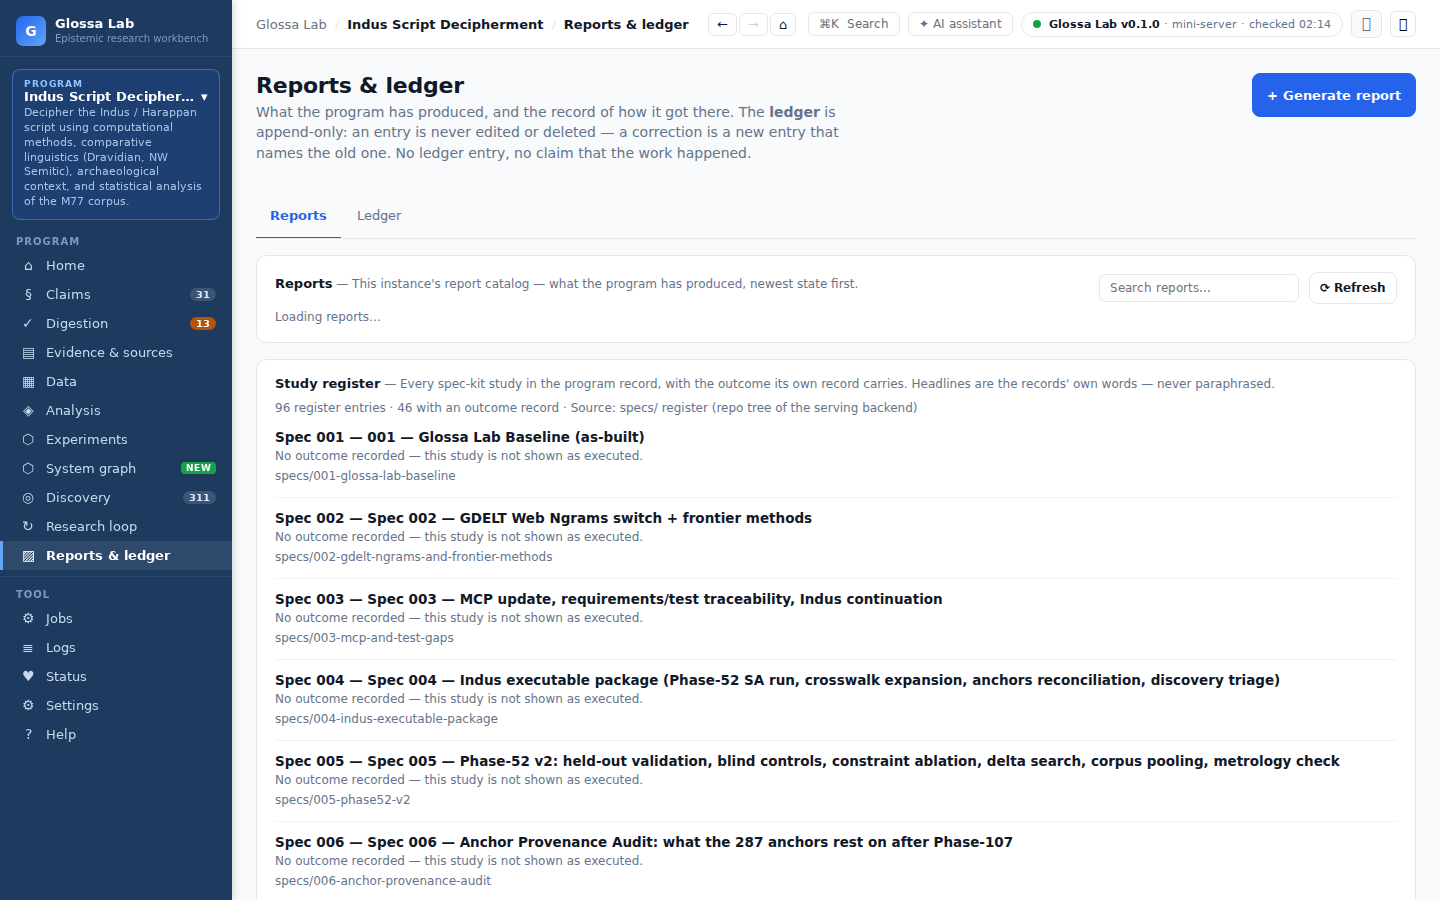 G
Glossa Lab
Epistemic research workbench
PROGRAM
Indus Script Decipher... ▾
Decipher the Indus / Harappan
script using computational
methods, comparative
linguistics (Dravidian, NW
Semitic), archaeological
context, and statistical analysis
of the M77 corpus.
PROGRAM
⌂ Home
§ Claims 31
✓ Digestion 13
▤ Evidence & sources
▦ Data
◈ Analysis
⬡ Experiments
⬡ System graph NEW
◎ Discovery 311
↻ Research loop
▨ Reports & ledger
TOOL
⚙ Jobs
≣ Logs
♥ Status
⚙ Settings
? Help
Glossa Lab / Indus Script Decipherment / Reports & ledger
← → ⌂ ⌘K Search ✦ AI assistant Glossa Lab v0.1.0 · mini-server · checked 02:14
Reports & ledger
What the program has produced, and the record of how it got there. The ledger is
append-only: an entry is never edited or deleted — a correction is a new entry that
names the old one. No ledger entry, no claim that the work happened.
+ Generate report
Reports Ledger
Reports — This instance's report catalog — what the program has produced, newest state first.
Search reports...
⟳ Refresh
Loading reports...
Study register — Every spec-kit study in the program record, with the outcome its own record carries. Headlines are the records' own words — never paraphrased.
96 register entries · 46 with an outcome record · Source: specs/ register (repo tree of the serving backend)
Spec 001 — 001 — Glossa Lab Baseline (as-built)
No outcome recorded — this study is not shown as executed.
specs/001-glossa-lab-baseline
Spec 002 — Spec 002 — GDELT Web Ngrams switch + frontier methods
No outcome recorded — this study is not shown as executed.
specs/002-gdelt-ngrams-and-frontier-methods
Spec 003 — Spec 003 — MCP update, requirements/test traceability, Indus continuation
No outcome recorded — this study is not shown as executed.
specs/003-mcp-and-test-gaps
Spec 004 — Spec 004 — Indus executable package (Phase-52 SA run, crosswalk expansion, anchors reconciliation, discovery triage)
No outcome recorded — this study is not shown as executed.
specs/004-indus-executable-package
Spec 005 — Spec 005 — Phase-52 v2: held-out validation, blind controls, constraint ablation, delta search, corpus pooling, metrology check
No outcome recorded — this study is not shown as executed.
specs/005-phase52-v2
Spec 006 — Spec 006 — Anchor Provenance Audit: what the 287 anchors rest on after Phase-107
No outcome recorded — this study is not shown as executed.
specs/006-anchor-provenance-audit